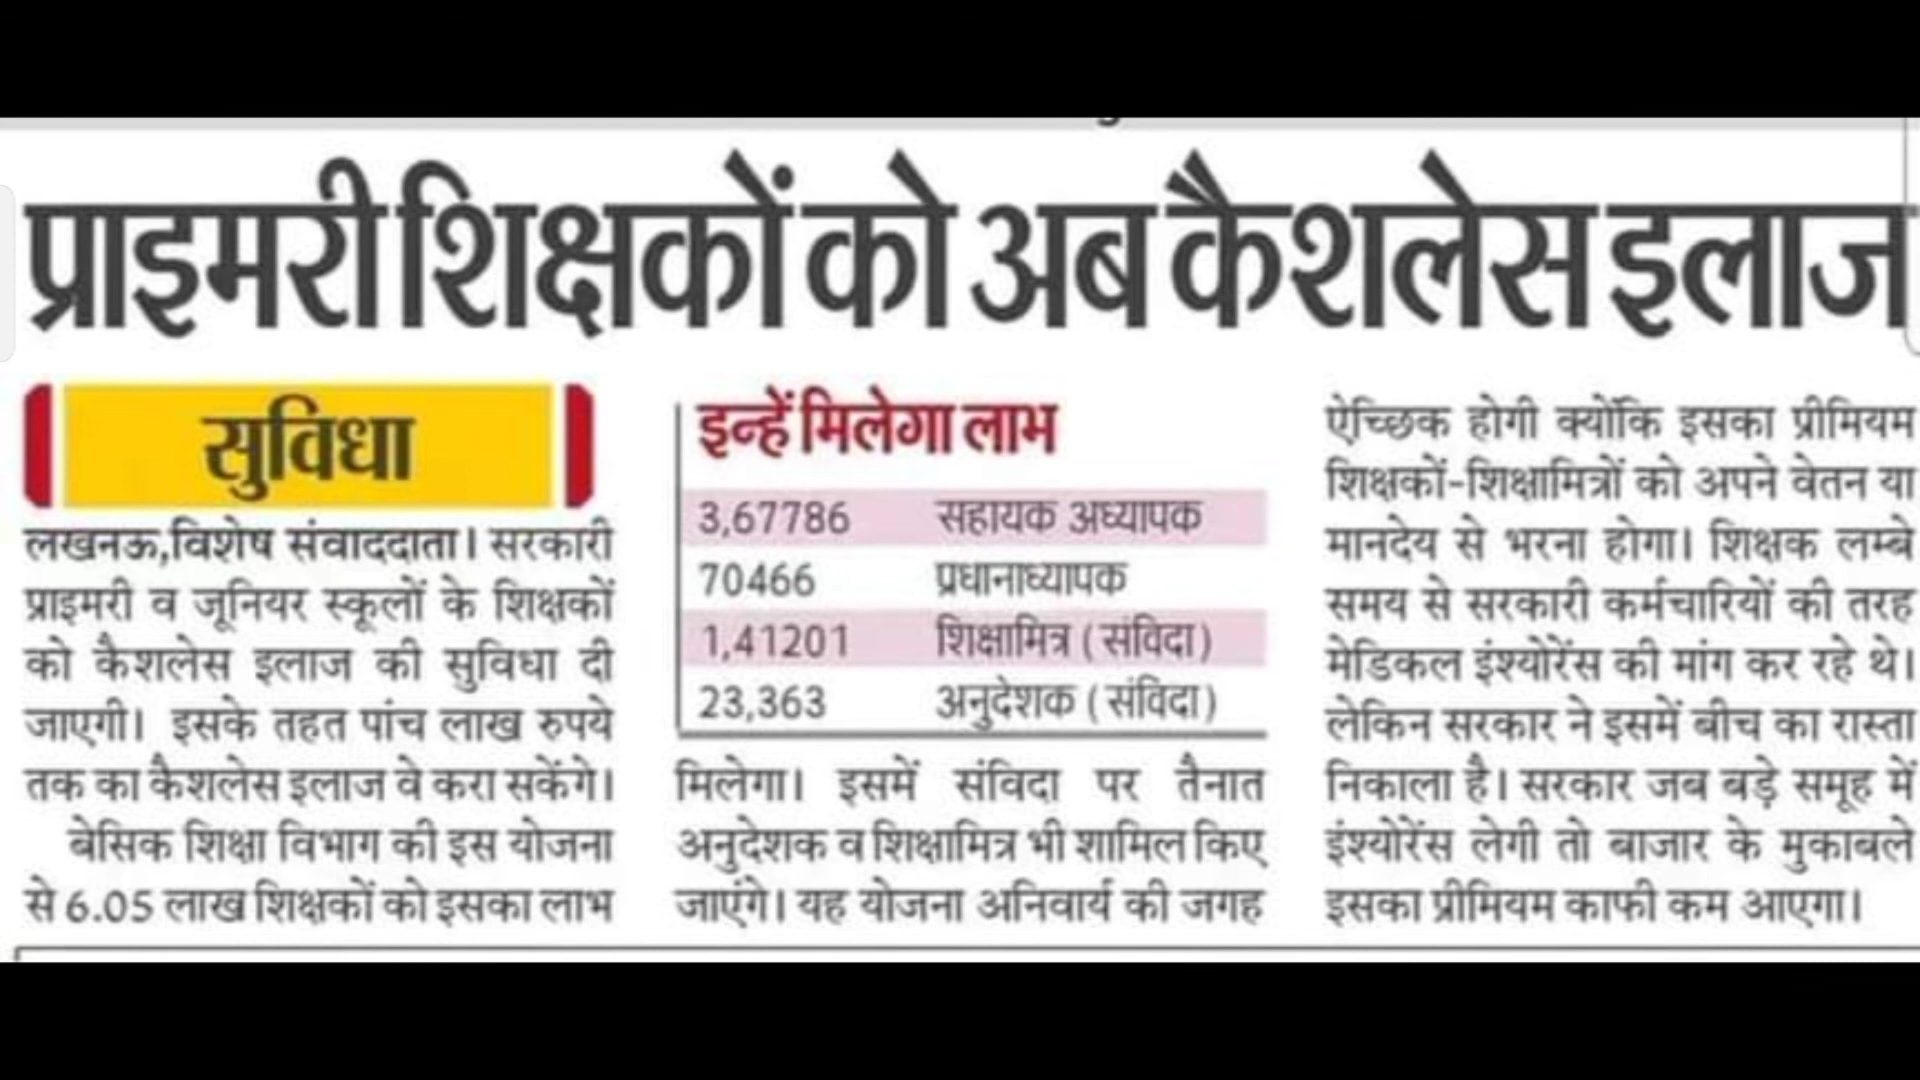 प्राइमरी शिक्षकों को अब कैशलेस इलाज
सुविधा
लखनऊ,विशेष संवाददाता। सरकारी
प्राइमरी व जूनियर स्कूलों के शिक्षकों
को कैशलेस इलाज की सुविधा दी
जाएगी। इसके तहत पांच लाख रुपये
तक का कैशलेस इलाज वे करा सकेंगे।
बेसिक शिक्षा विभाग की इस योजना
से 6.05 लाख शिक्षकों को इसका लाभ
इन्हें मिलेगा लाभ
3,67786 सहायक अध्यापक
70466 प्रधानाध्यापक
1,41201 शिक्षामित्र (संविदा)
23,363 अनुदेशक (संविदा)
मिलेगा। इसमें संविदा पर तैनात
अनुदेशक व शिक्षामित्र भी शामिल किए
जाएंगे। यह योजना अनिवार्य की जगह
ऐच्छिक होगी क्योंकि इसका प्रीमियम
शिक्षकों-शिक्षामित्रों को अपने वेतन या
मानदेय से भरना होगा। शिक्षक लम्बे
समय से सरकारी कर्मचारियों की तरह
मेडिकल इंश्योरेंस की मांग कर रहे थे।
लेकिन सरकार ने इसमें बीच का रास्ता
निकाला है। सरकार जब बड़े समूह में
इंश्योरेंस लेगी तो बाजार के मुकाबले
इसका प्रीमियम काफी कम आएगा।